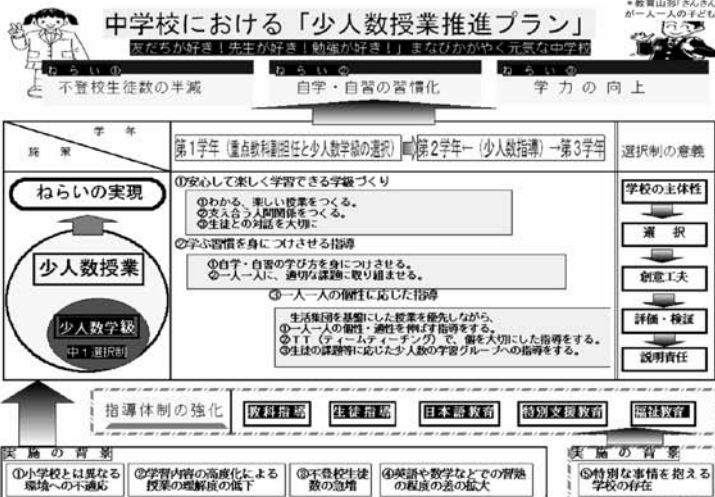 中学校における「少人数授業推進プラン」
*教育山形「さんさん
が一人一人の子ども
友だちが好き！先生が好き！勉強が好き！」まなびかがやく元気な中学校
ねらい①
不登校生徒数の半減
ねらい②
自学・自習の習慣化
ねらい③
学力の向上
学年
施策
第1学年（重点教科副担任と少人数学級の選択）
第2学年←（少人数指導）→第3学年
選択制の意義
ねらいの実現
少人数授業
少人数学級
中1選択制
①安心して楽しく学習できる学級づくり
①わかる、楽しい授業をつくる。
②支え合う人間関係をつくる。
③生徒との対話を大切に
②学ぶ習慣を身につけさせる指導
①自学・自習の学び方を身につけさせる。
②一人一人に、適切な課題に取り組ませる。
③一人一人の個性に応じた指導
生活集団を基盤にした授業を優先しながら、
①一人一人の個性・適性を伸ばす指導をする。
②TT（ティームティーチング）で、個を大切にした指導をする。
③生徒の課題等に応じた少人数の学習グループへの指導をする。
学校の主体性
選択
創意工夫
評価・検証
説明責任
指導体制の強化
教科指導
生徒指導
日本語教育
特別支援教育
福祉教育
実施の背景
①小学校とは異なる
環境への不適応
②学習内容の高度化による
授業の理解度の低下
③不登校生徒
数の急増
④英語や数学などでの習熟
の程度の差の拡大
実施の背景
⑤特別な事情を抱える
学校の存在